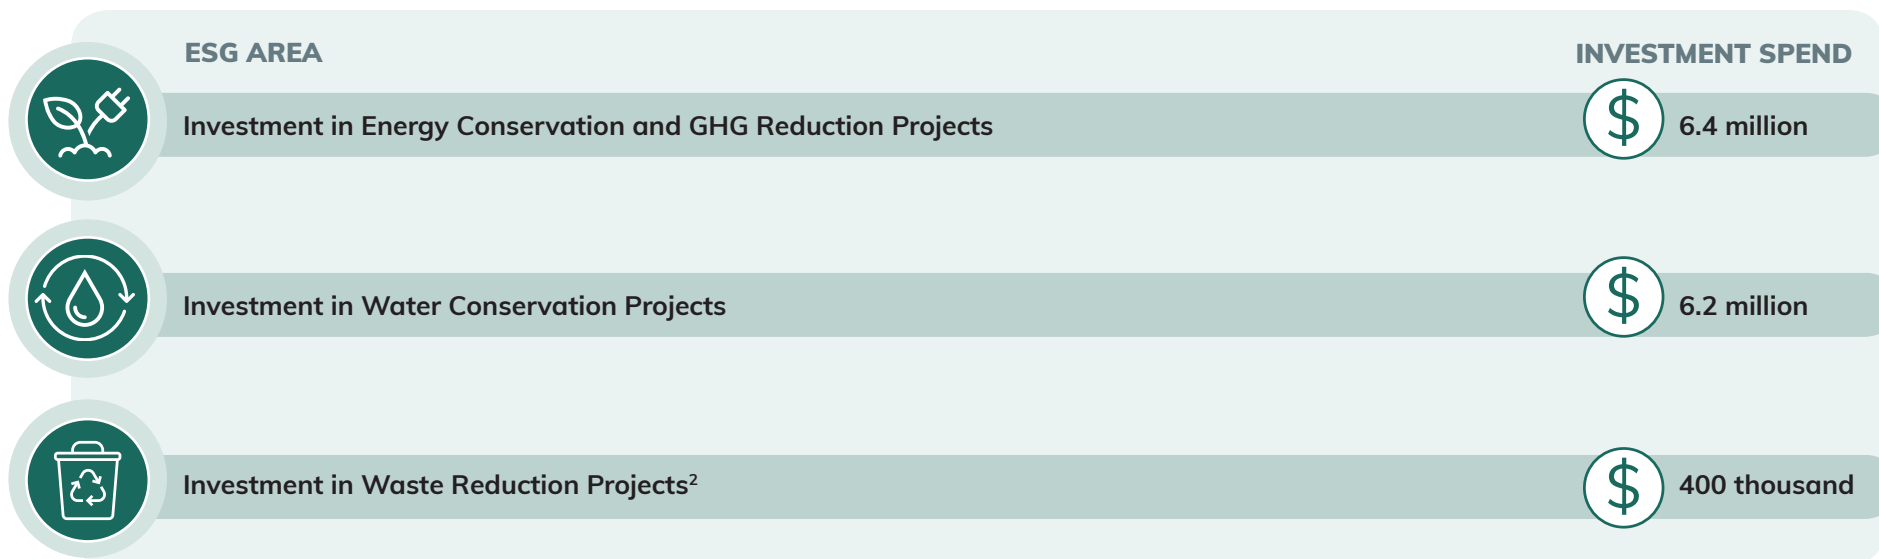 ESG AREA INVESTMENT SPEND
Investment in Energy Conservation and GHG Reduction Projects $ 6.4 million
Investment in Water Conservation Projects $ 6.2 million
Investment in Waste Reduction Projects² $ 400 thousand